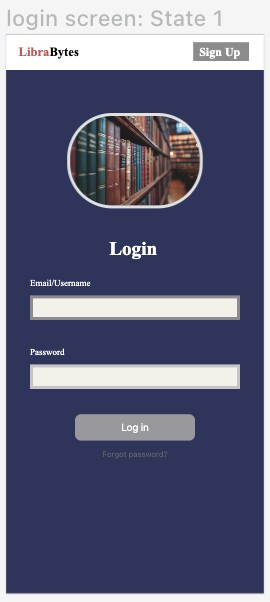 login screen: State 1
LibraBytes
Sign Up
Login
Email/Username
Password
Log in
Forgot password?